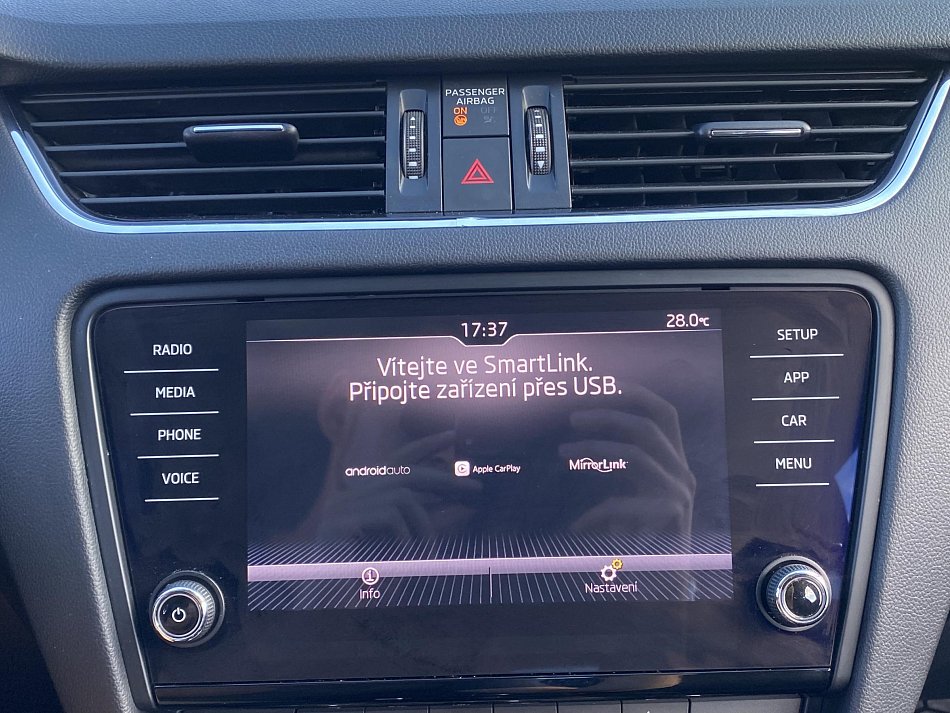 PASSENGER
AIRBAG
ON OFF
17:37
28.0°C
Vítejte ve SmartLink.
Připojte zařízení přes USB.
androidauto
Apple CarPlay
MirrorLink
Info
Nastavení
RADIO
MEDIA
PHONE
VOICE
SETUP
APP
CAR
MENU